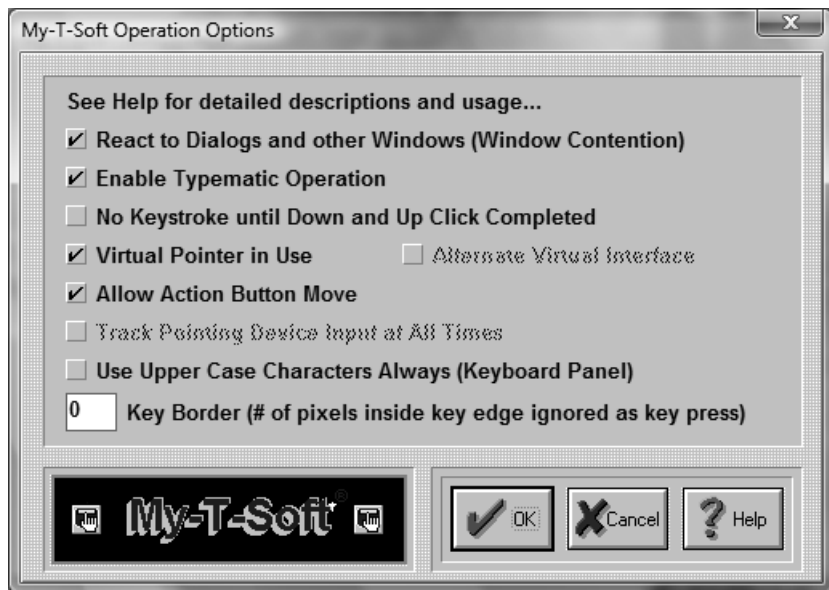 My-T-Soft Operation Options
See Help for detailed descriptions and usage...
React to Dialogs and other Windows (Window Contention)
Enable Typematic Operation
No Keystroke until Down and Up Click Completed
Virtual Pointer in Use Alternate Virtual Interface
Allow Action Button Move
Track Pointing Device Input at All Times
Use Upper Case Characters Always (Keyboard Panel)
0 Key Border (# of pixels inside key edge ignored as key press)
My-T-Soft® OK Cancel Help